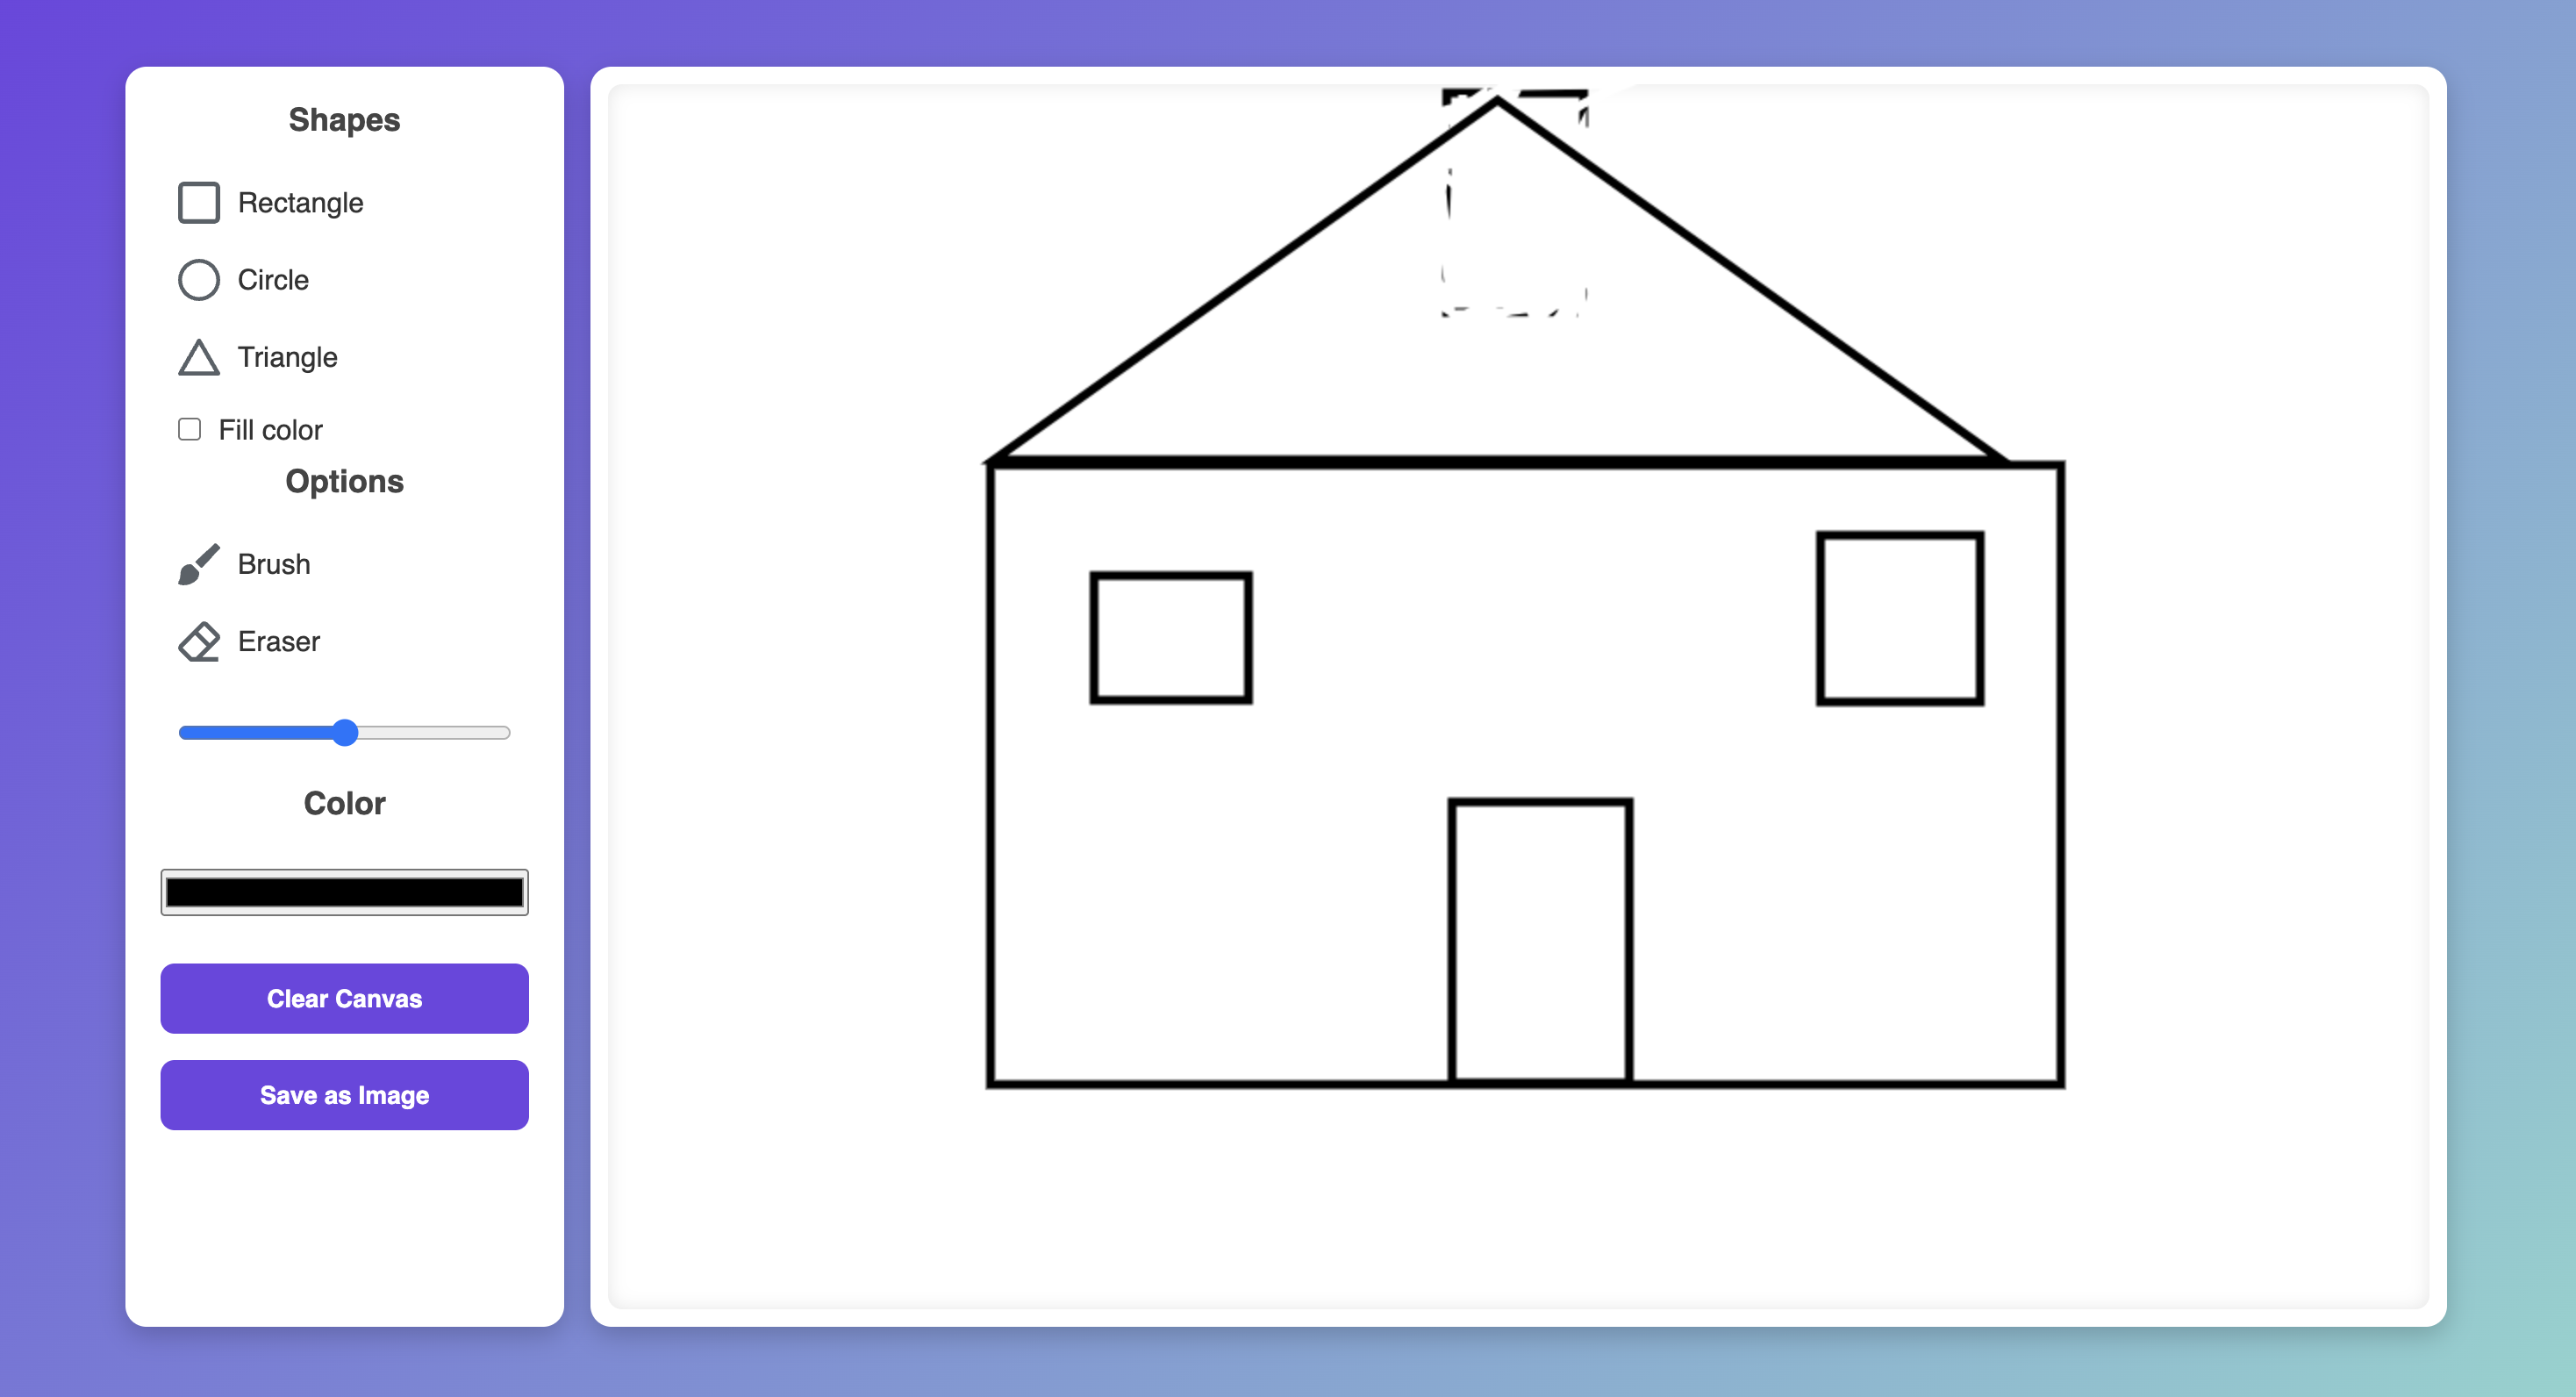 Shapes
Rectangle
Circle
Triangle
Fill color
Options
Brush
Eraser
Color
Clear Canvas
Save as Image